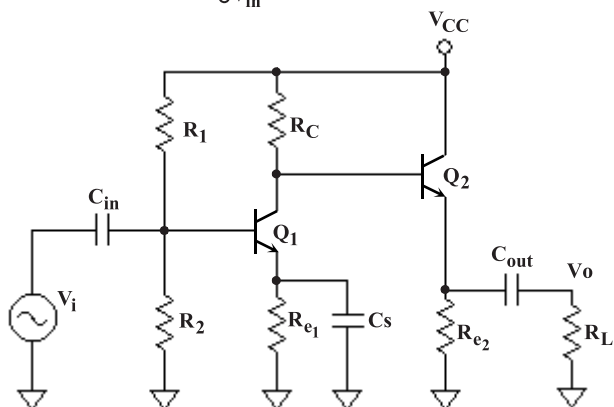 V_CC
R_1
R_C
Q_2
C_in
Q_1
C_out
Vo
V_i
R_2
R_e1
Cs
R_e2
R_L